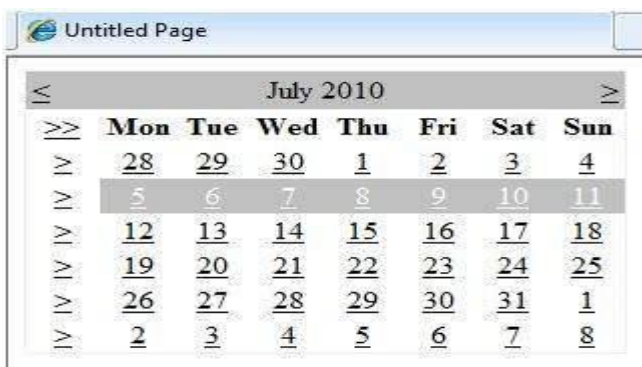 Untitled Page
< July 2010 >
>> Mon Tue Wed Thu Fri Sat Sun
> 28 29 30 1 2 3 4
> 5 6 7 8 9 10 11
> 12 13 14 15 16 17 18
> 19 20 21 22 23 24 25
> 26 27 28 29 30 31 1
> 2 3 4 5 6 7 8